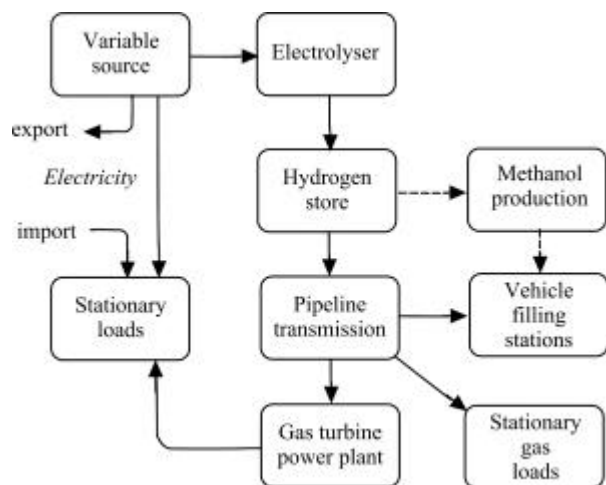 Variable
source
Electrolyser
export
Electricity
Hydrogen
store
Methanol
production
import
Stationary
loads
Pipeline
transmission
Vehicle
filling
stations
Gas turbine
power plant
Stationary
gas
loads